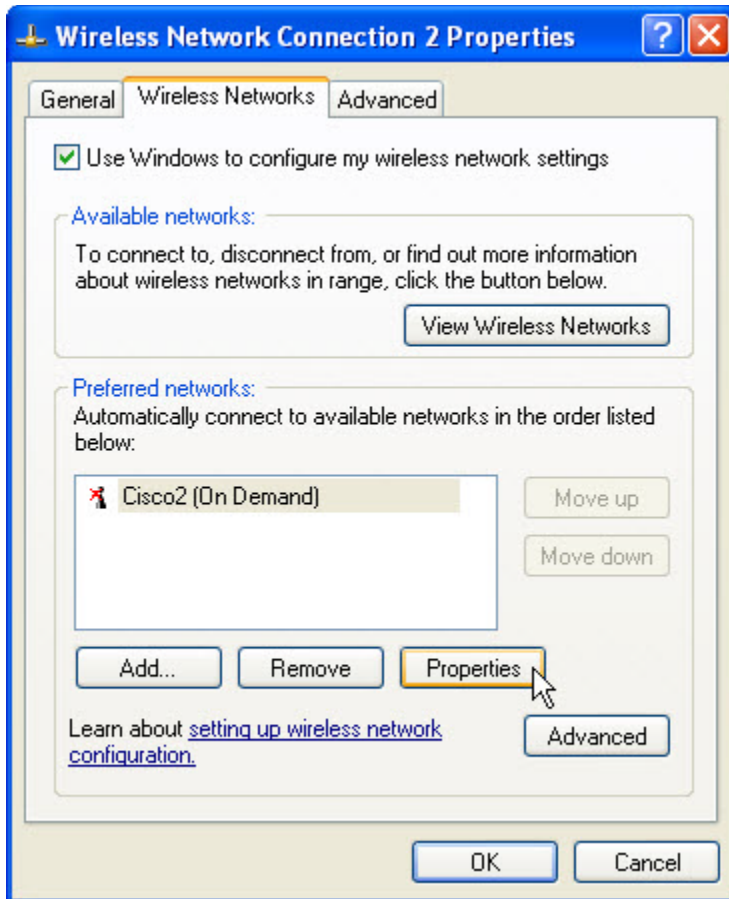 Wireless Network Connection 2 Properties
?
General
Wireless Networks
Advanced
Use Windows to configure my wireless network settings
Available networks:
To connect to, disconnect from, or find out more information
about wireless networks in range, click the button below.
View Wireless Networks
Preferred networks:
Automatically connect to available networks in the order listed
below:
Cisco2 (On Demand)
Move up
Move down
Add...
Remove
Properties
Learn about setting up wireless network
configuration.
Advanced
OK
Cancel